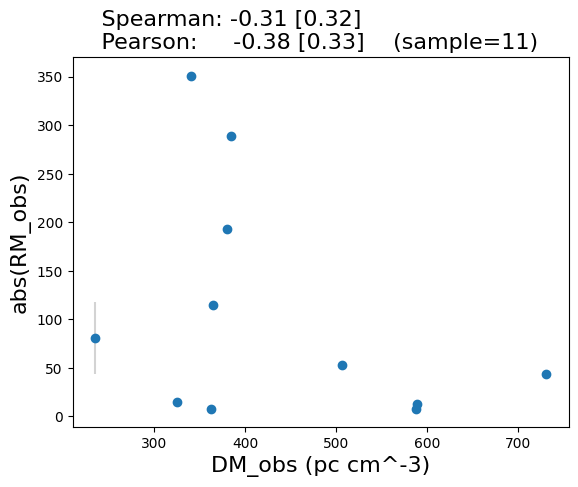 Spearman: -0.31 [0.32]
Pearson: -0.38 [0.33] (sample=11)
abs(RM_obs)
350
300
250
200
150
100
50
0
300 400 500 600 700
DM_obs (pc cm^-3)